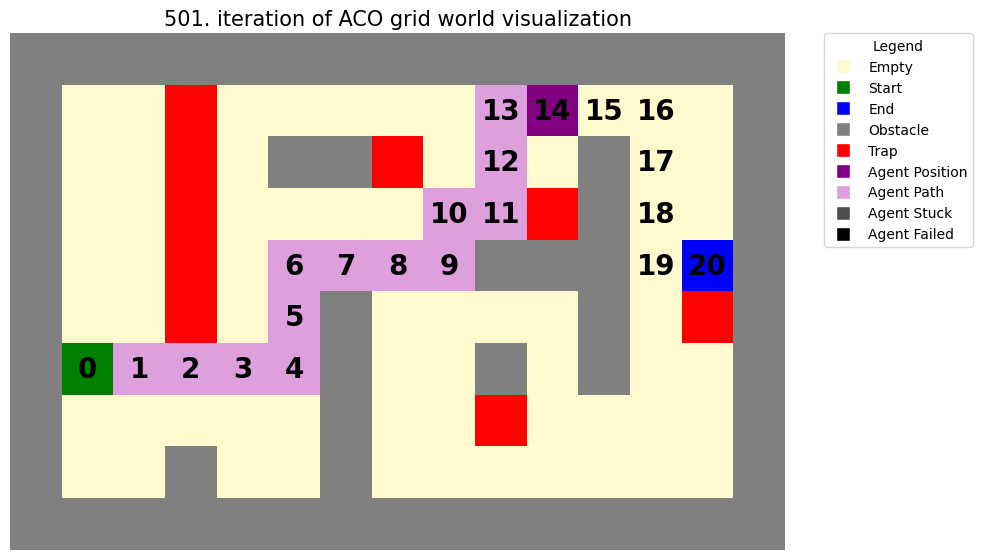 501. iteration of ACO grid world visualization
13 14 15 16
12 17
10 11 18
6 7 8 9 19 20
5
0 1 2 3 4
Legend
Empty
Start
End
Obstacle
Trap
Agent Position
Agent Path
Agent Stuck
Agent Failed